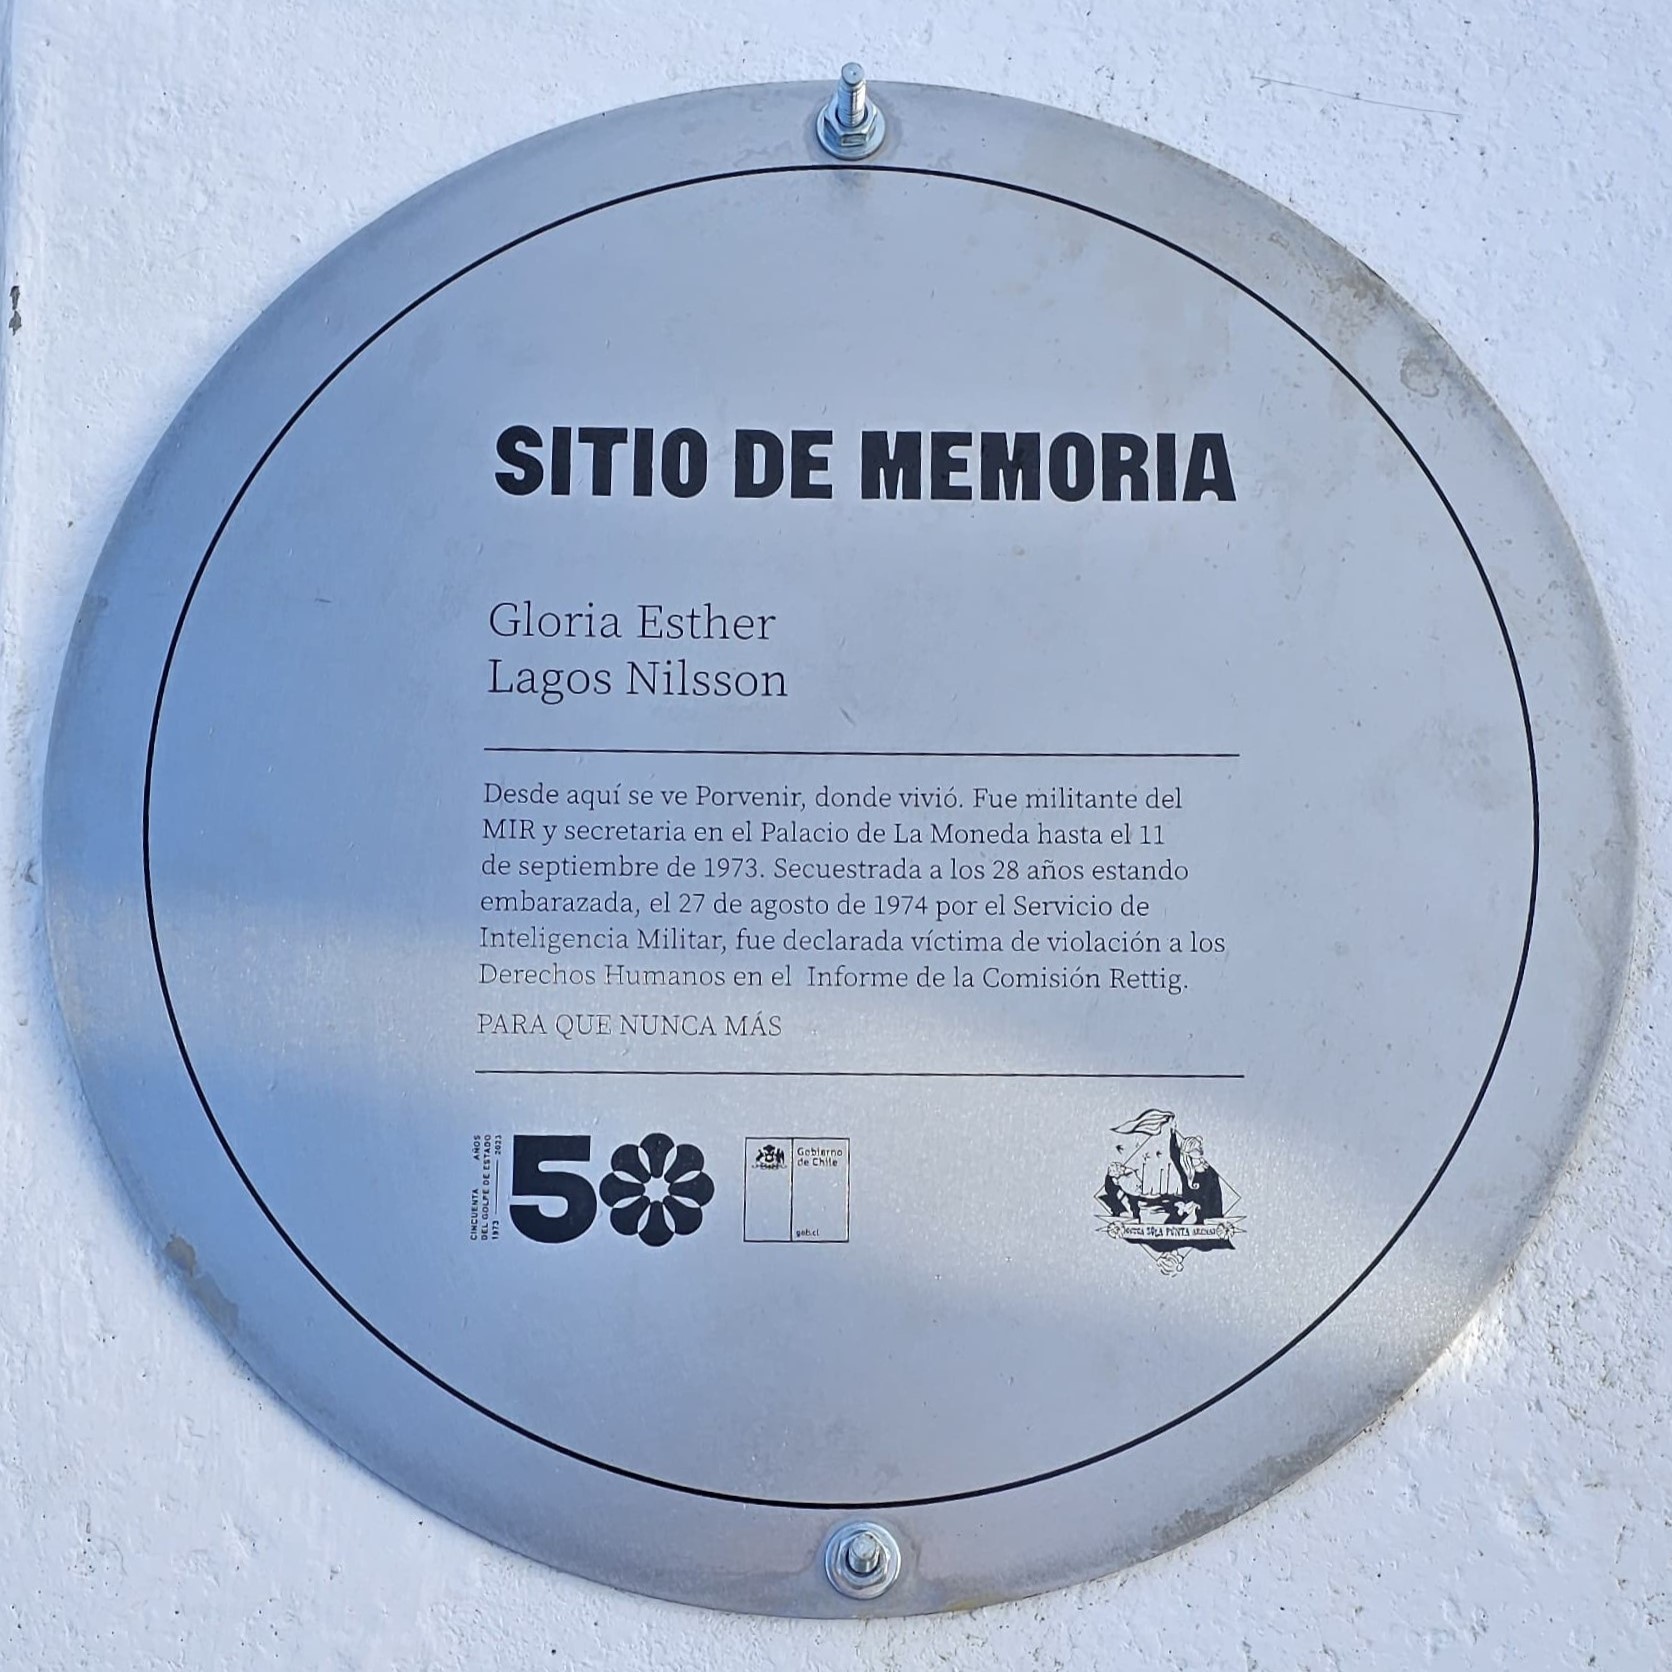 SITIO DE MEMORIA
Gloria Esther
Lagos Nilsson
Desde aquí se ve Porvenir, donde vivió. Fue militante del
MIR y secretaria en el Palacio de La Moneda hasta el 11
de septiembre de 1973. Secuestrada a los 28 años estando
embarazada, el 27 de agosto de 1974 por el Servicio de
Inteligencia Militar, fue declarada víctima de violación a los
Derechos Humanos en el Informe de la Comisión Rettig.
PARA QUE NUNCA MÁS
CINCUENTA AÑOS
DEL GOLPE DE ESTADO
1973 2023
50
Gobierno
de Chile
gob.cl
PUNTA ARENAS